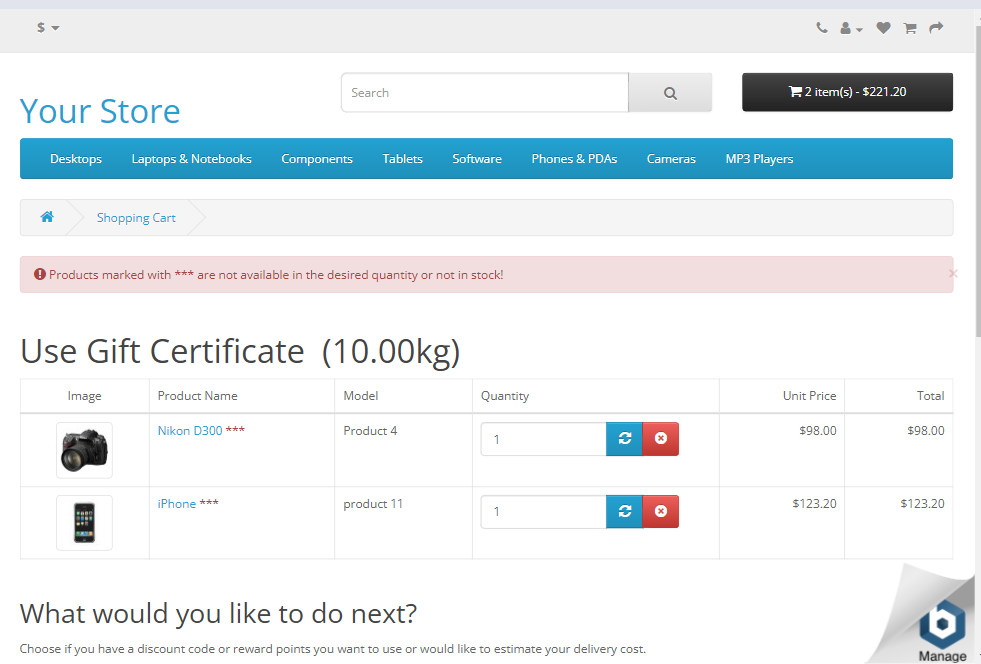 $
Your Store
Search
2 item(s) - $221.20
Desktops Laptops & Notebooks Components Tablets Software Phones & PDAs Cameras MP3 Players
Shopping Cart
Products marked with *** are not available in the desired quantity or not in stock!
×
Use Gift Certificate (10.00kg)
Image Product Name Model Quantity Unit Price Total
Nikon D300 *** Product 4 1 $98.00 $98.00
iPhone *** product 11 1 $123.20 $123.20
What would you like to do next?
Choose if you have a discount code or reward points you want to use or would like to estimate your delivery cost.
Manage